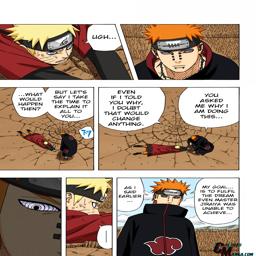 UGH...
YOU
ASKED
ME WHY I
AM DOING
THIS...
EVEN
IF I TOLD
YOU WHY,
I DOUBT
THAT WOULD
CHANGE
ANYTHING.
BUT LET'S
SAY I TAKE
THE TIME TO
EXPLAIN IT
ALL TO
YOU...
...WHAT
WOULD
HAPPEN
THEN?
MY GOAL...
IS TO FULFIL
THE DREAM
EVEN MASTER
JIRAIYA WAS
UNABLE TO
ACHIEVE...
AS I
SAID
EARLIER
...